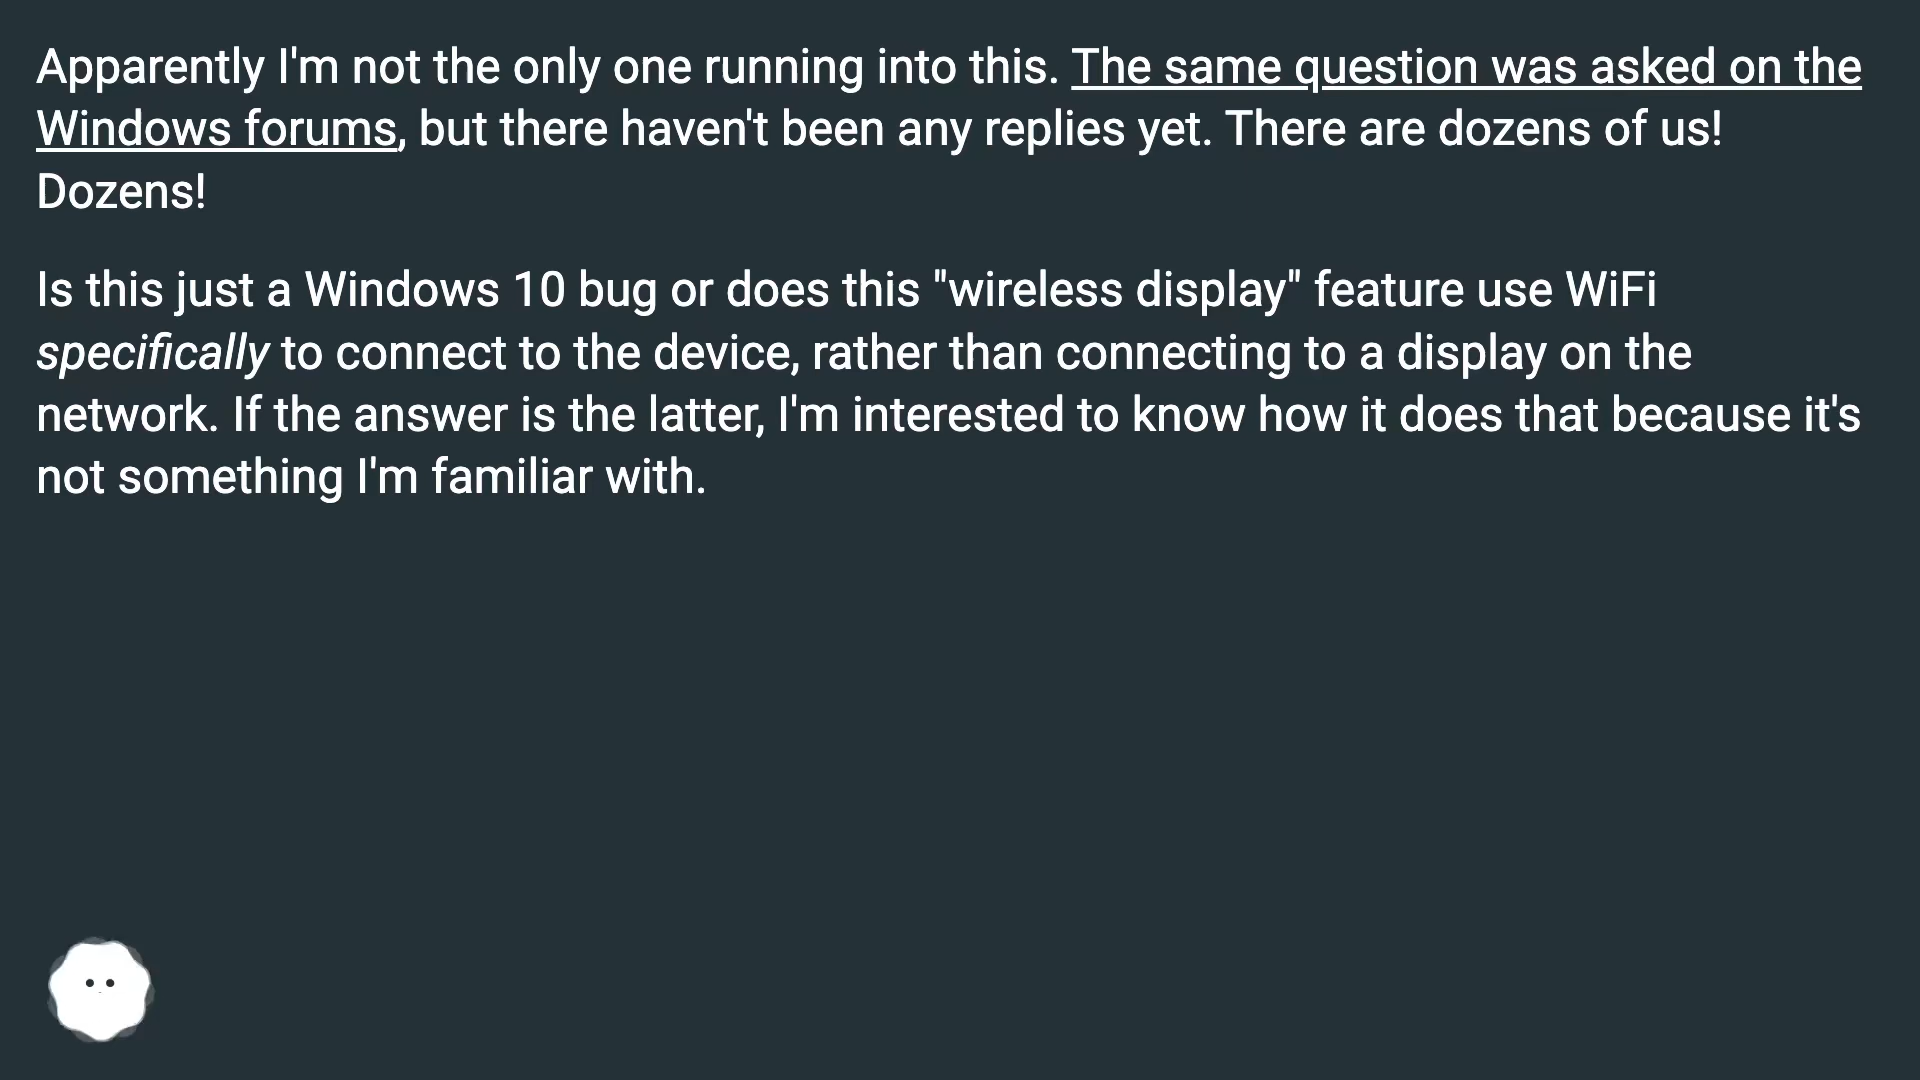 Apparently I'm not the only one running into this. The same question was asked on the
Windows forums, but there haven't been any replies yet. There are dozens of us!
Dozens!
Is this just a Windows 10 bug or does this "wireless display" feature use WiFi
specifically to connect to the device, rather than connecting to a display on the
network. If the answer is the latter, I'm interested to know how it does that because it's
not something I'm familiar with.